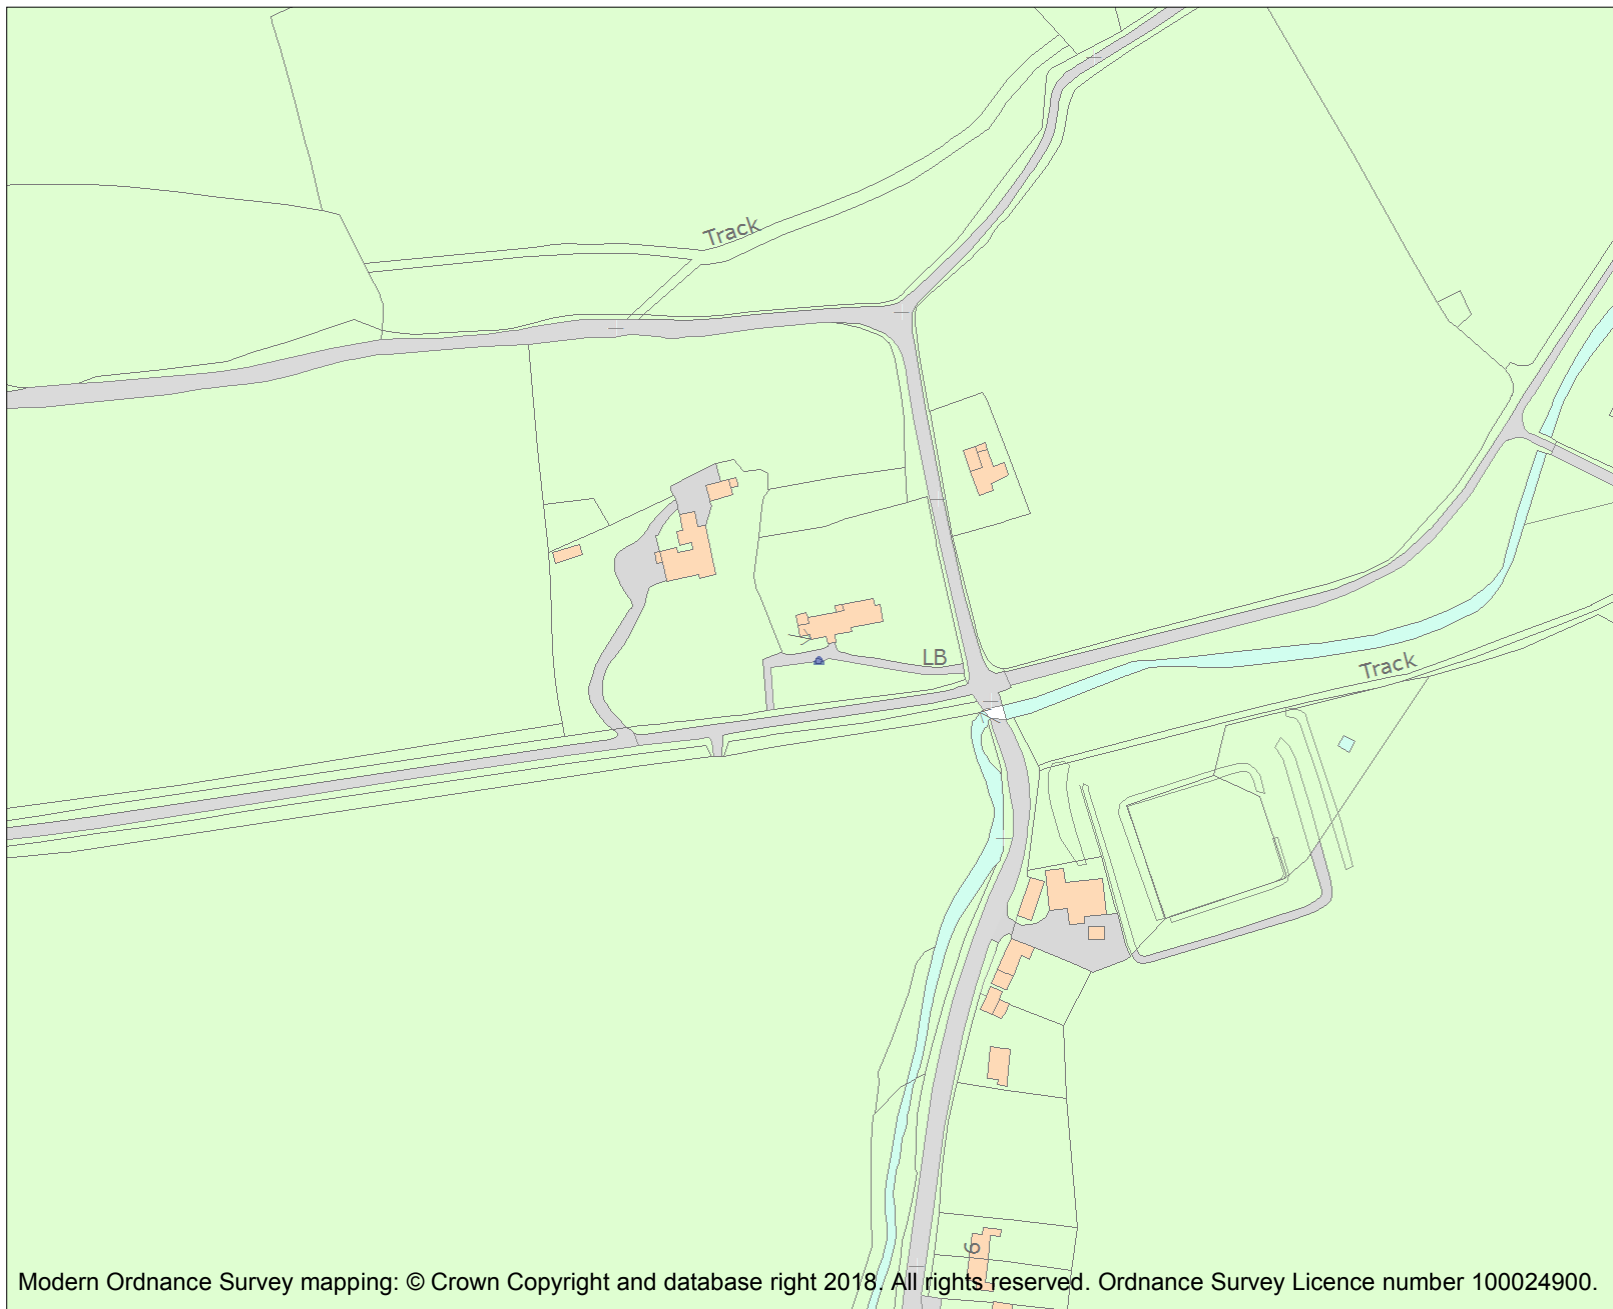 Track
LB
Track
6
Modern Ordnance Survey mapping: © Crown Copyright and database right 2018. All rights reserved. Ordnance Survey Licence number 100024900.